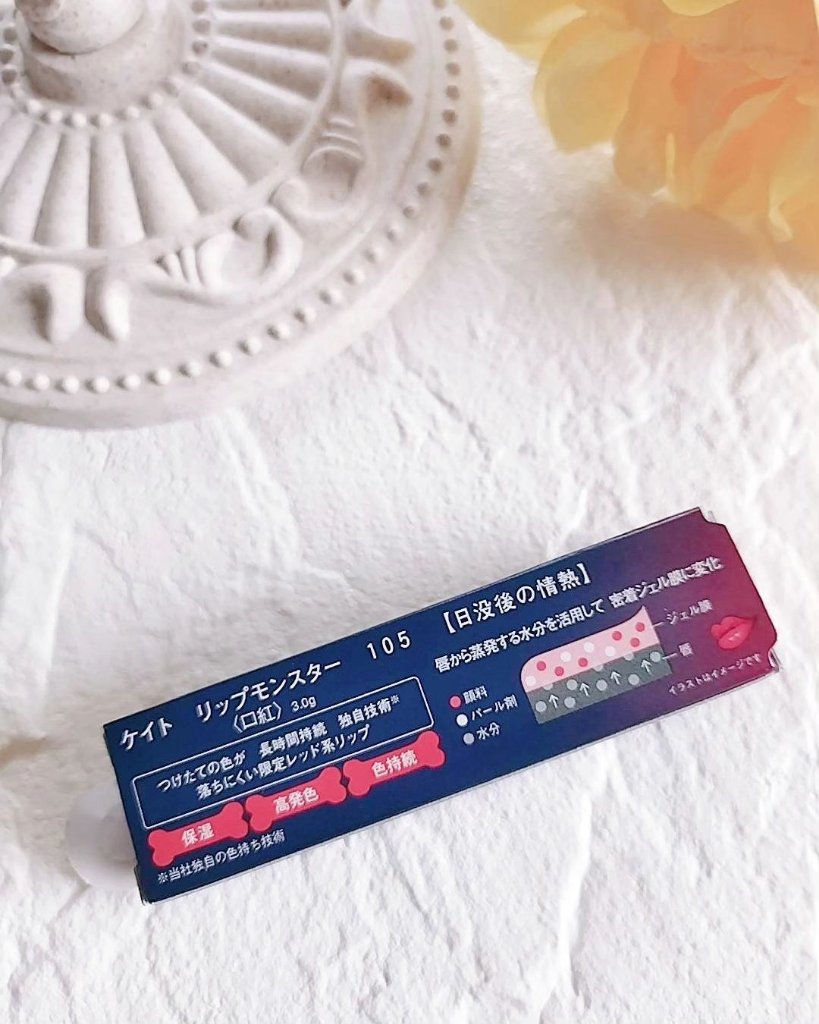 ケイト リップモンスター 105 【日没後の情熱】
〈口紅〉 3.0g
つけたての色が 長時間持続 独自技術※
落ちにくい限定レッド系リップ
保湿 高発色 色持続
※当社独自の色持ち技術
唇から蒸発する水分を活用して 密着ジェル膜に変化
顔料
パール剤
水分
ジェル膜
唇
イラストはイメージです